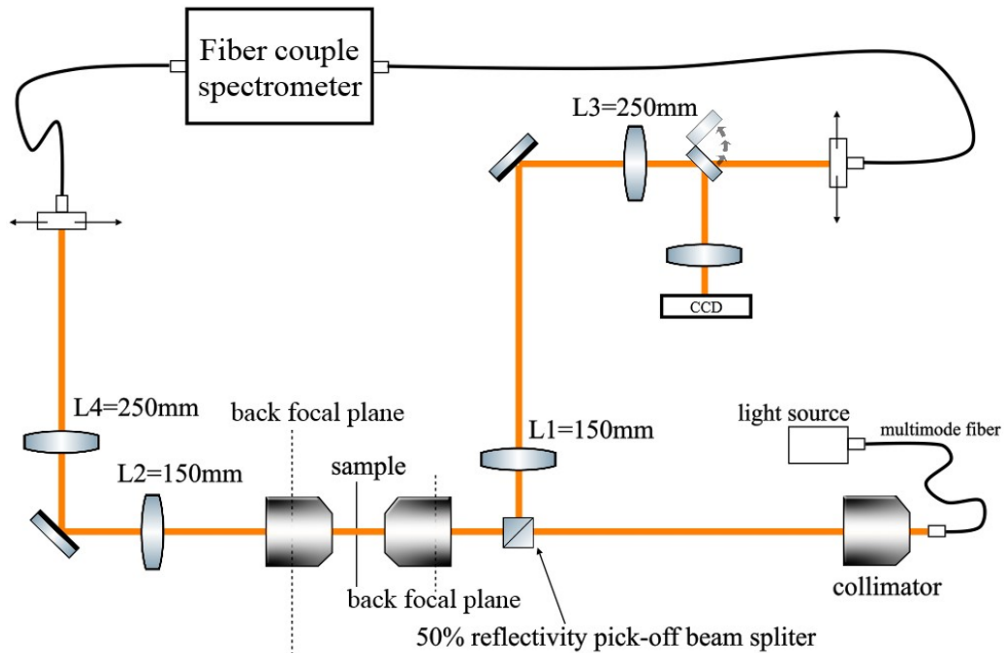 Fiber couple
spectrometer
L3=250mm
CCD
L4=250mm
back focal plane
L1=150mm
light source
multimode fiber
L2=150mm
sample
collimator
back focal plane
50% reflectivity pick-off beam spliter